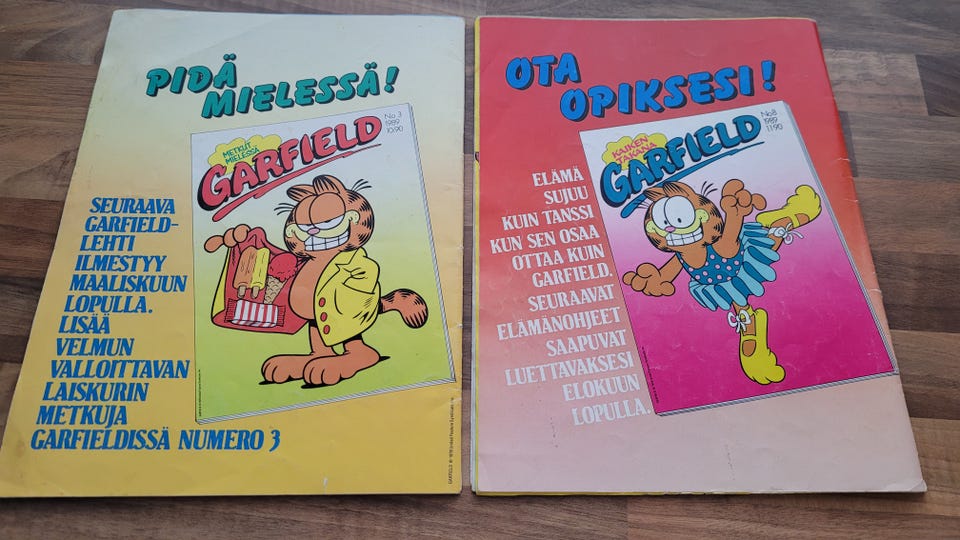 PIDÄ
MIELESSÄ!
METKUT
MIELESSÄ
GARFIELD
No 3
1989
10,90
SEURAAVA
GARFIELD-
LEHTI
ILMESTYY
MAALISKUUN
LOPULLA.
LISÄÄ
VELMUN
VALLOITTAVAN
LAISKURIN
METKUJA
GARFIELDISSÄ NUMERO 3
OTA
OPIKSESI!
KAIKEN
TAKANA
GARFIELD
No 8
1989
11,90
ELÄMÄ
SUJUU
KUIN TANSSI
KUN SEN OSAA
OTTAA KUIN
GARFIELD.
SEURAAVAT
ELÄMÄNOHJEET
SAAPUVAT
LUETTAVAKSESI
ELOKUUN
LOPULLA.